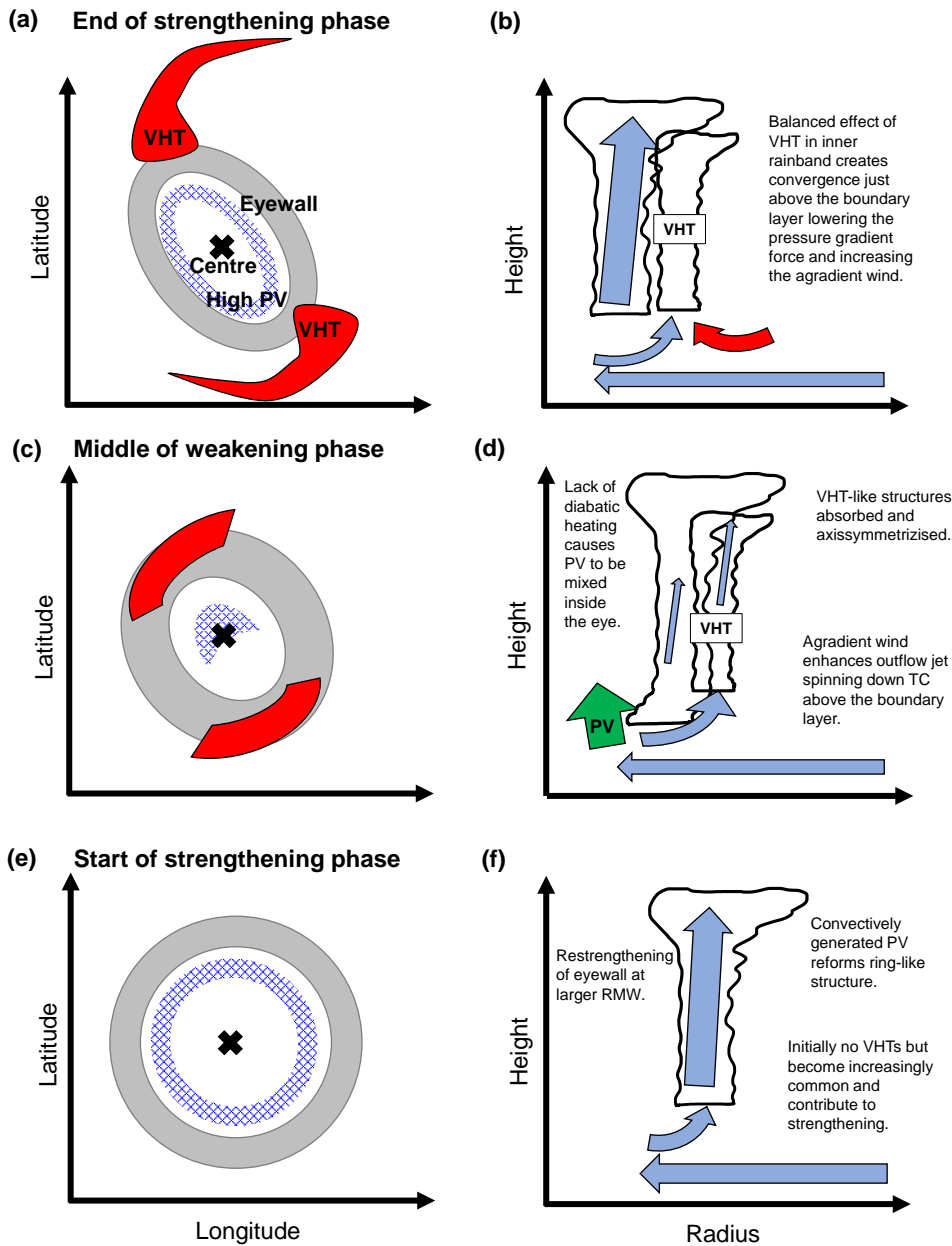 (a) End of strengthening phase
VHT
Eyewall
Centre
High PV
VHT
Latitude
(b)
Balanced effect of
VHT in inner
rainband creates
convergence just
above the boundary
layer lowering the
pressure gradient
force and increasing
the agradient wind.
VHT
Height
(c) Middle of weakening phase
Latitude
(d)
Lack of
diabatic
heating
causes
PV to be
mixed
inside
the eye.
VHT-like structures
absorbed and
axissymmetrizised.
VHT
Agradient wind
enhances outflow jet
spinning down TC
above the boundary
layer.
PV
Height
(e) Start of strengthening phase
Latitude
Longitude
(f)
Convectively
generated PV
reforms ring-like
structure.
Restrengthening
of eyewall at
larger RMW.
Initially no VHTs but
become increasingly
common and
contribute to
strengthening.
Height
Radius